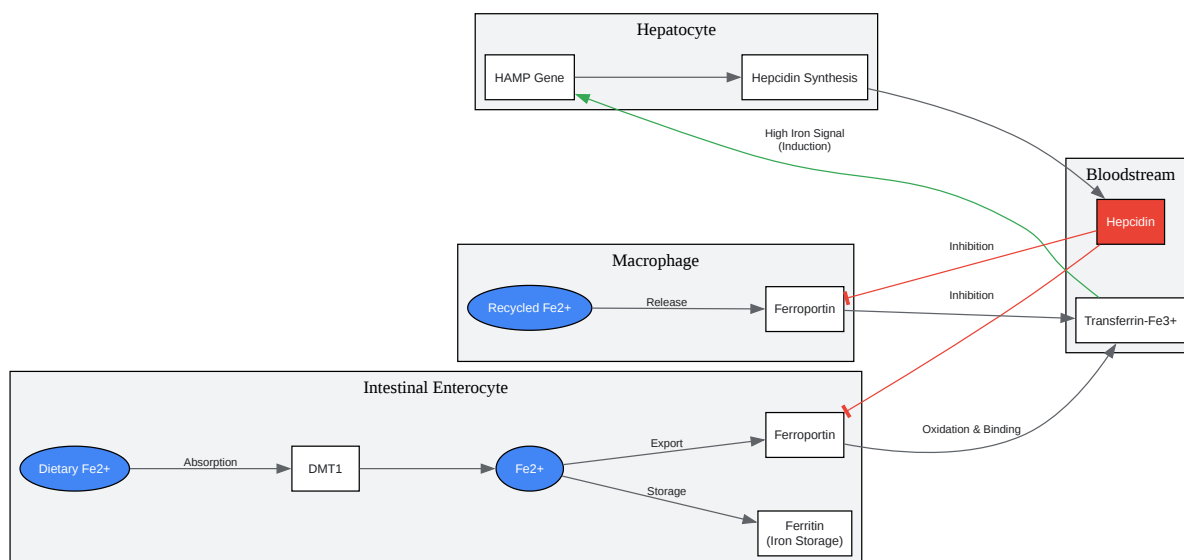 Hepatocyte
HAMP Gene
Hepcidin Synthesis
High Iron Signal
(Induction)
Bloodstream
Hepcidin
Inhibition
Macrophage
Recycled Fe2+
Release
Ferroportin
Inhibition
Transferrin-Fe3+
Intestinal Enterocyte
Dietary Fe2+
Absorption
DMT1
Fe2+
Export
Ferroportin
Oxidation & Binding
Storage
Ferritin
(Iron Storage)